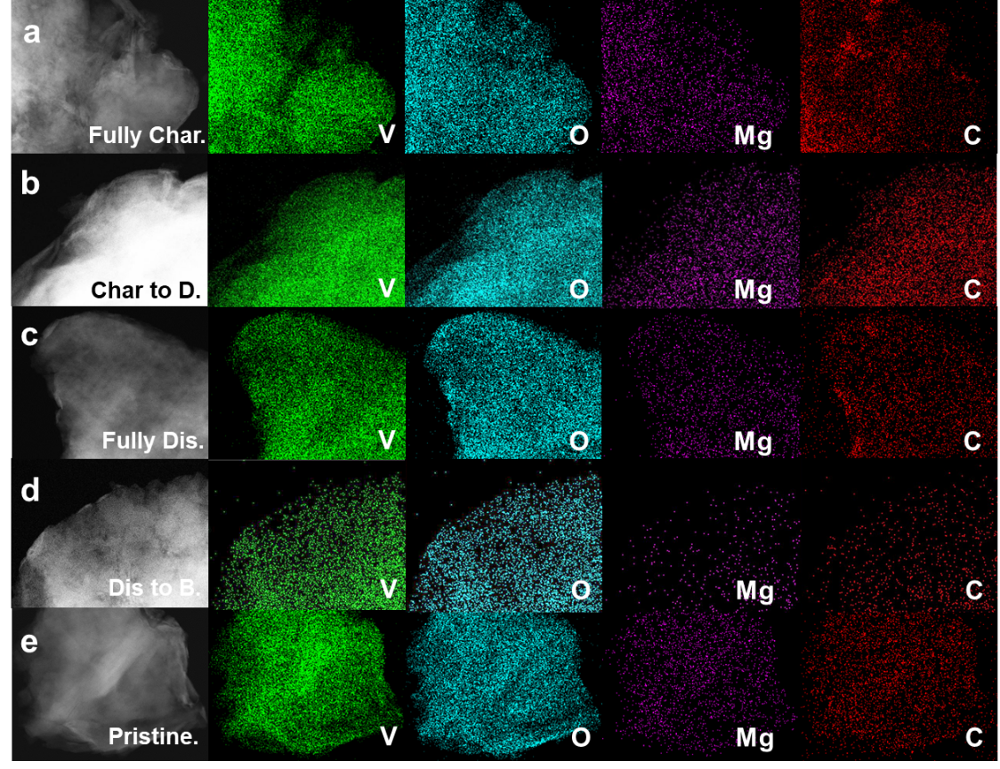 a
Fully Char. V O Mg C
b
Char to D. V O Mg C
c
Fully Dis. V O Mg C
d
Dis to B. V O Mg C
e
Pristine. V O Mg C